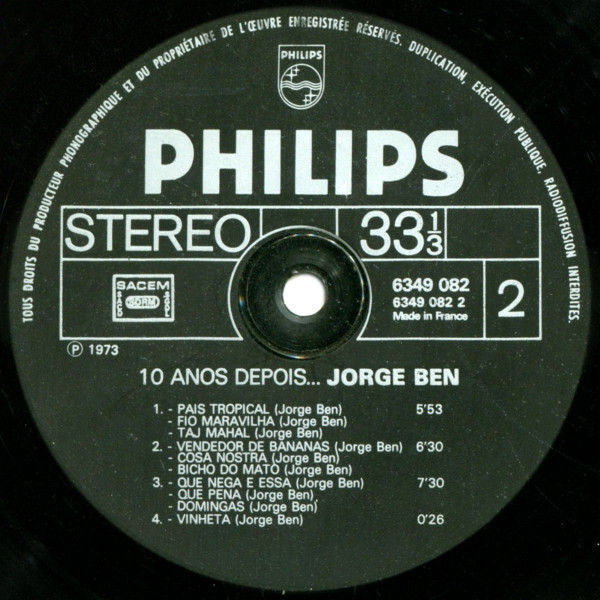 TOUS DROITS DU PRODUCTEUR PHONOGRAPHIQUE ET DU PROPRIÉTAIRE DE L'ŒUVRE ENREGISTRÉE RÉSERVÉS. DUPLICATION, EXÉCUTION PUBLIQUE, RADIODIFFUSION INTERDITES.
PHILIPS
PHILIPS
STEREO 33 1/3
SACEM
SACD SDRM SGDL
6349 082
6349 082 2
Made in France
2
Ⓟ 1973
10 ANOS DEPOIS... JORGE BEN
1. - PAIS TROPICAL (Jorge Ben) 5'53
- FIO MARAVILHA (Jorge Ben)
- TAJ MAHAL (Jorge Ben)
2. - VENDEDOR DE BANANAS (Jorge Ben) 6'30
- COSA NOSTRA (Jorge Ben)
- BICHO DO MATO (Jorge Ben)
3. - QUE NEGA E ESSA (Jorge Ben) 7'30
- QUE PENA (Jorge Ben)
- DOMINGAS (Jorge Ben)
4. - VINHETA (Jorge Ben) 0'26